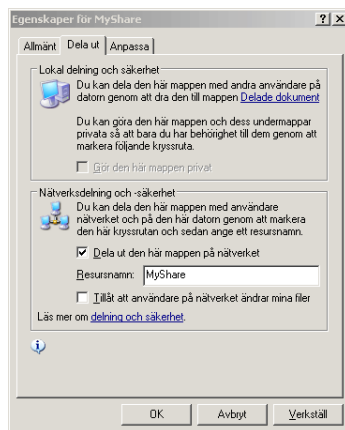 Egenskaper för MyShare
Allmänt Dela ut Anpassa
Lokal delning och säkerhet
Du kan dela den här mappen med andra användare på
datorn genom att dra den till mappen Delade dokument
Du kan göra den här mappen och dess undermappar
privata så att bara du har behörighet till dem genom att
markera följande kryssruta.
Gör den här mappen privat
Nätverksdelning och -säkerhet
Du kan dela den här mappen med användare
nätverket och på den här datorn genom att markera
den här kryssrutan och sedan ange ett resursnamn.
Dela ut den här mappen på nätverket
Resursnamn: MyShare
Tillåt att användare på nätverket ändrar mina filer
Läs mer om delning och säkerhet.
OK Avbryt Verkställ